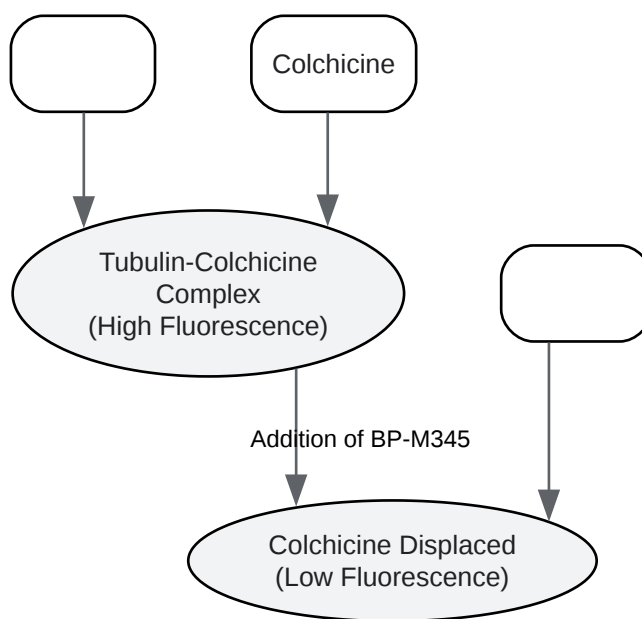 Colchicine
Tubulin-Colchicine
Complex
(High Fluorescence)
Addition of BP-M345
Colchicine Displaced
(Low Fluorescence)